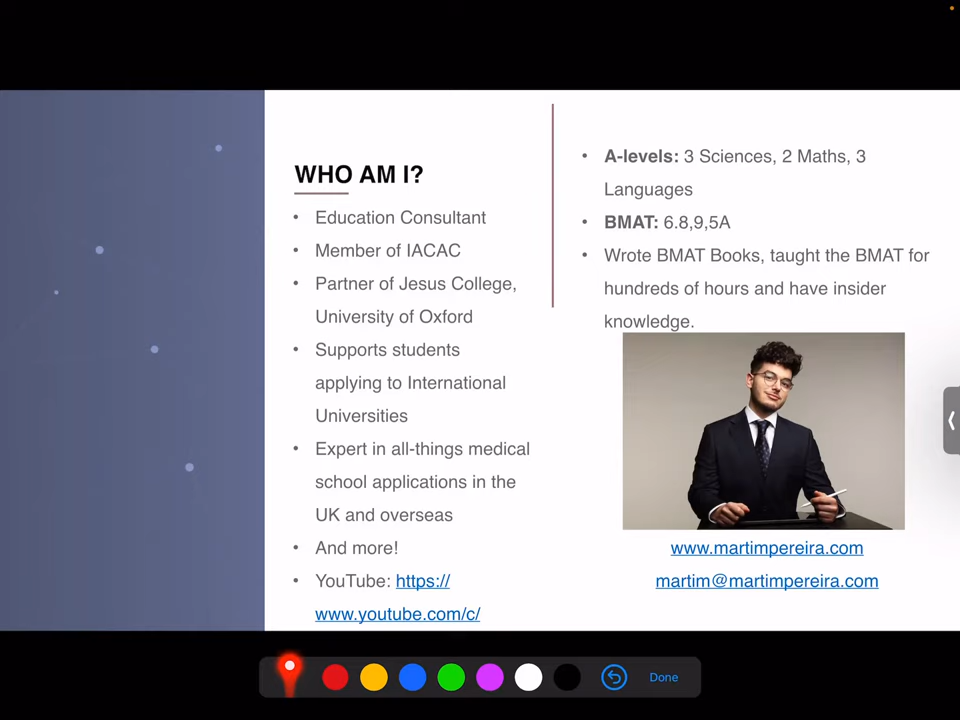 WHO AM I?
• Education Consultant
• Member of IACAC
• Partner of Jesus College,
University of Oxford
• Supports students
applying to International
Universities
• Expert in all-things medical
school applications in the
UK and overseas
• And more!
• YouTube: https://
www.youtube.com/c/
• A-levels: 3 Sciences, 2 Maths, 3
Languages
• BMAT: 6.8,9,5A
• Wrote BMAT Books, taught the BMAT for
hundreds of hours and have insider
knowledge.
www.martimpereira.com
martim@martimpereira.com
Done